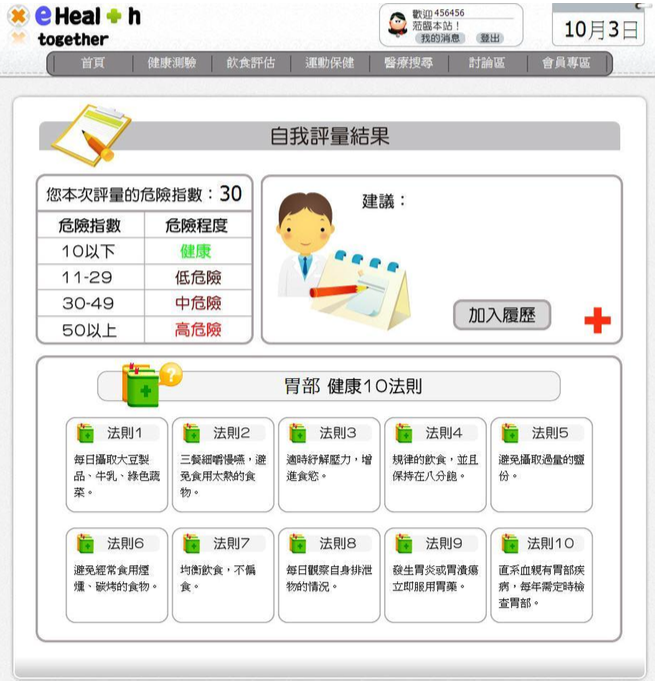 eHeal+h
together
歡迎 456456
蒞臨本站！
我的消息 登出
10月3日
首頁 健康測驗 飲食評估 運動保健 醫療搜尋 討論區 會員專區
自我評量結果
您本次評量的危險指數：30
危險指數 危險程度
10以下 健康
11-29 低危險
30-49 中危險
50以上 高危險
建議：
加入履歷
胃部 健康10法則
法則1
每日攝取大豆製
品、牛乳、綠色蔬
菜。
法則2
三餐細嚼慢嚥，避
免食用太熱的食
物。
法則3
適時紓解壓力，增
進食慾。
法則4
規律的飲食，並且
保持在八分飽。
法則5
避免攝取過量的鹽
份。
法則6
避免經常食用煙
燻、碳烤的食物。
法則7
均衡飲食，不偏
食。
法則8
每日觀察自身排泄
物的情況。
法則9
發生胃炎或胃潰瘍
立即服用胃藥。
法則10
直系血親有胃部疾
病，每年需定時檢
查胃部。